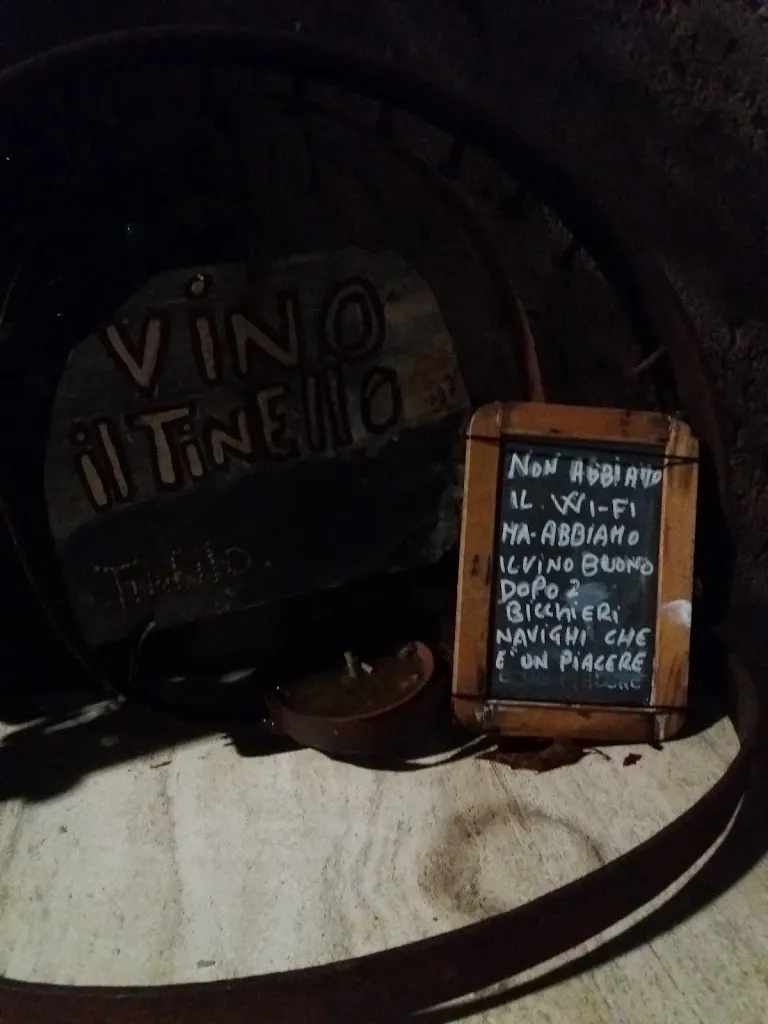 VINO
il TINEllO
NON ABBIAMO
IL WI-FI
MA ABBIAMO
IL VINO BUONO
DOPO 2
BICCHIERI
NAVIGHI CHE
E' UN PIACERE